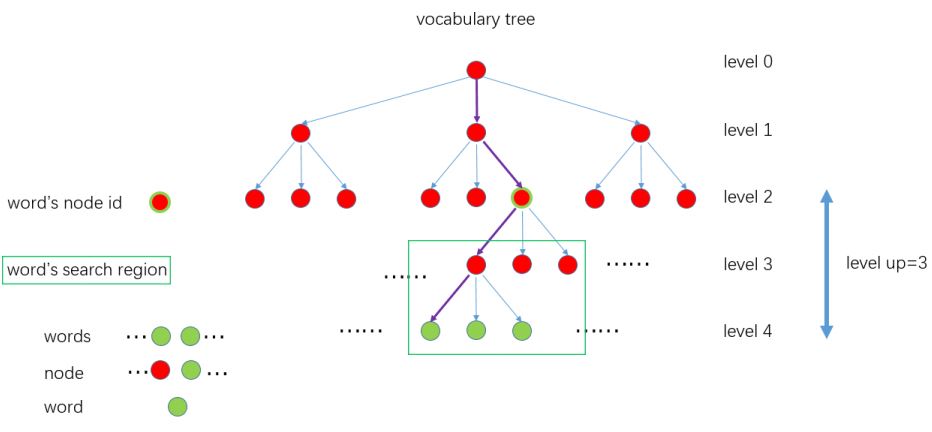 vocabulary tree
level 0
level 1
word's node id
level 2
word's search region
level 3
level up=3
words
level 4
node
word